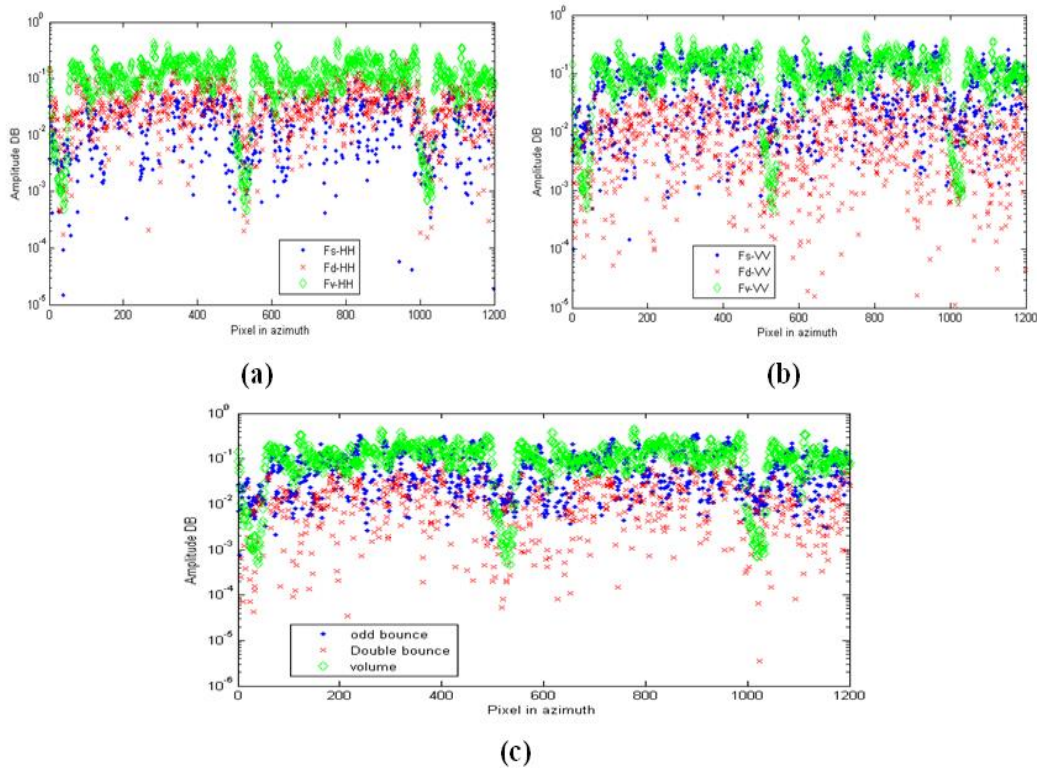 10^0
10^-1
10^-2
10^-3
10^-4
10^-5
Amplitude DB
0 200 400 600 800 1000 1200
Pixel in azimuth
Fs-HH
Fd-HH
Fv-HH
(a)
10^0
10^-1
10^-2
10^-3
10^-4
10^-5
Amplitude DB
0 200 400 600 800 1000 1200
Pixel in azimuth
Fs-VV
Fd-VV
Fv-VV
(b)
10^0
10^-1
10^-2
10^-3
10^-4
10^-5
10^-6
Amplitude DB
0 200 400 600 800 1000 1200
Pixel in azimuth
odd bounce
Double bounce
volume
(c)